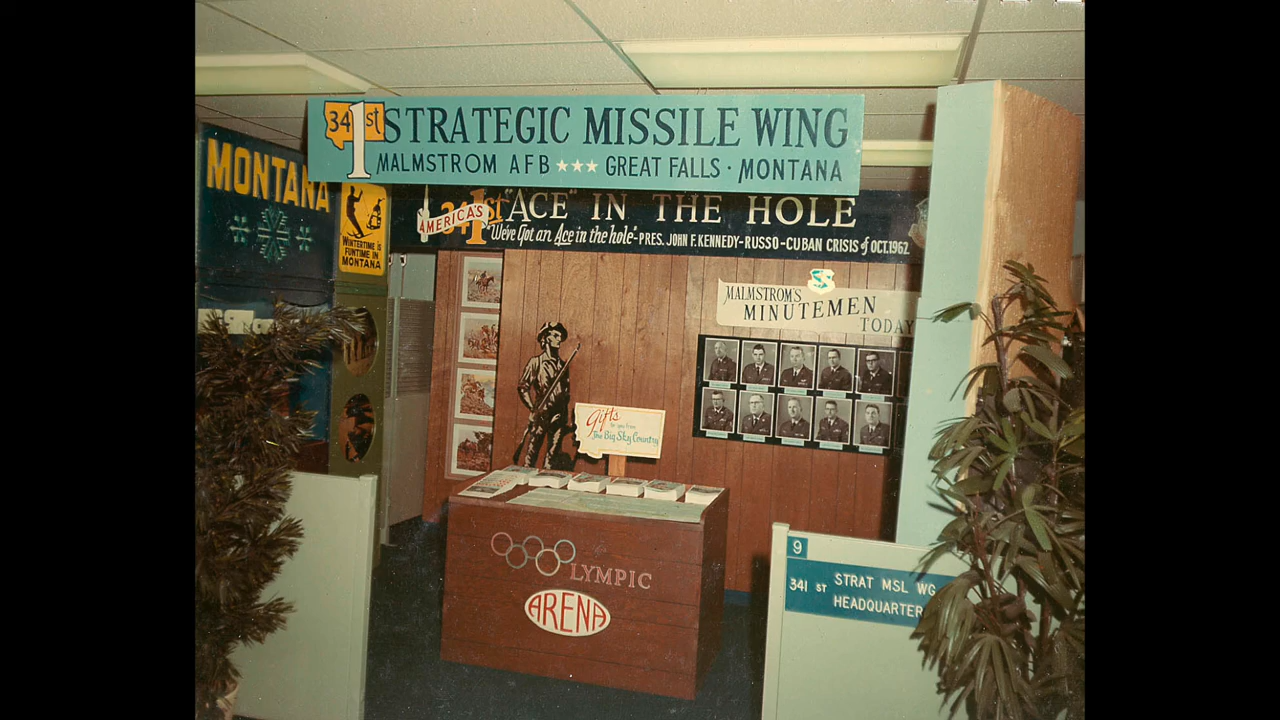 341st STRATEGIC MISSILE WING
MALMSTROM AFB ★★★ GREAT FALLS · MONTANA
MONTANA
WINTERTIME is
FUNTIME IN
MONTANA
AMERICA'S 341st "ACE" IN THE HOLE
"We've Got an Ace in the hole"-PRES. JOHN F. KENNEDY-RUSSO-CUBAN CRISIS of OCT.1962
MALMSTROM'S
MINUTEMEN
TODAY
Gifts
to you from
The Big Sky Country
OLYMPIC
ARENA
9
341 ST STRAT MSL WG
HEADQUARTER